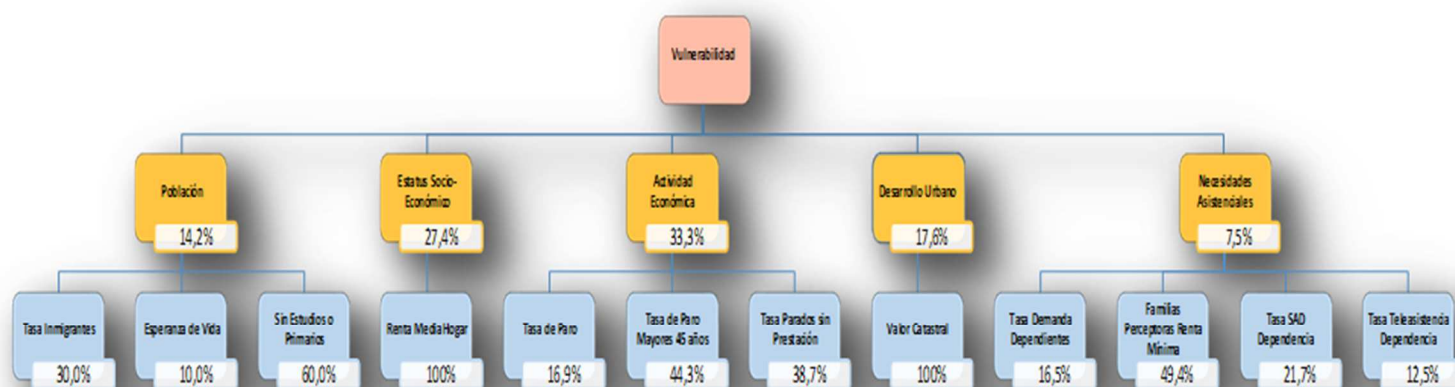 Vulnerabilidad
Población
14,2%
Estatus Socio-
Económico
27,4%
Actividad
Económica
33,3%
Desarrollo Urbano
17,6%
Necesidades
Asistenciales
7,5%
Tasa Inmigrantes
30,0%
Esperanza de Vida
10,0%
Sin Estudios o
Primarios
60,0%
Renta Media Hogar
100%
Tasa de Paro
16,9%
Tasa de Paro
Mayores 45 años
44,3%
Tasa Parados sin
Prestación
38,7%
Valor Catastral
100%
Tasa Demanda
Dependientes
16,5%
Familias
Perceptoras Renta
Mínima
49,4%
Tasa SAD
Dependencia
21,7%
Tasa Teleasistencia
Dependencia
12,5%